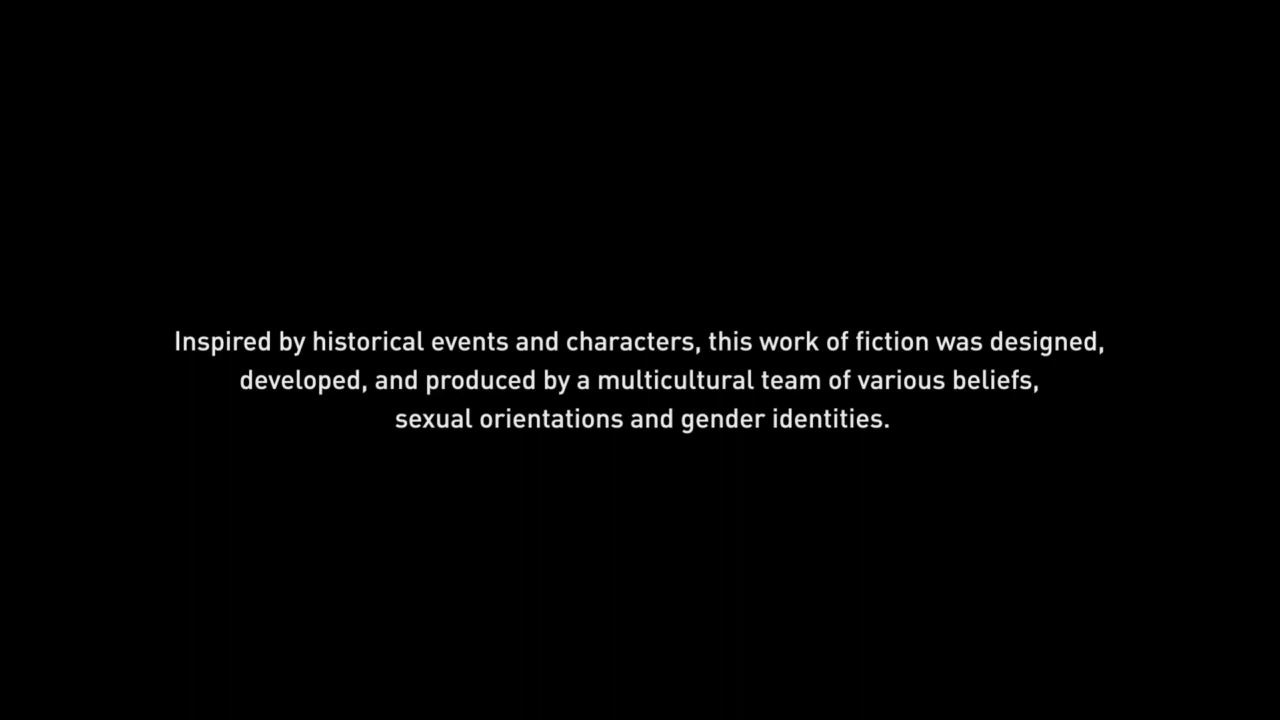 Inspired by historical events and characters, this work of fiction was designed,
developed, and produced by a multicultural team of various beliefs,
sexual orientations and gender identities.